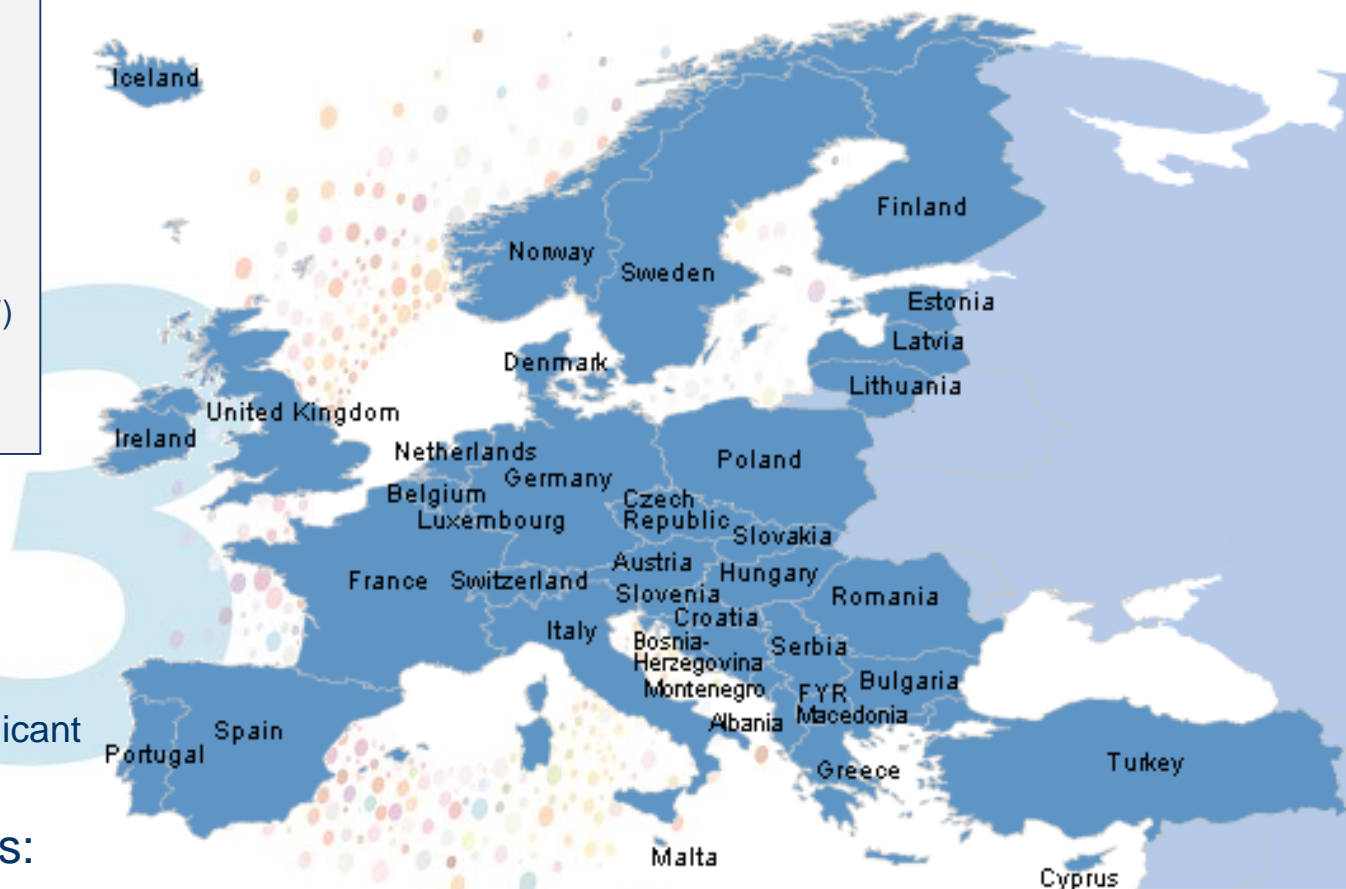 Iceland
Finland
Norway
Sweden
Estonia
)
Latvia
Denmark
Lithuania
United Kingdom
Ireland
Netherlands
Poland
Germany
Belgium
Czech
Republic
Luxembourg
Slovakia
Austria
Hungary
France
Switzerland
Slovenia
Romania
Croatia
Italy
Bosnia-
Herzegovina
Serbia
Montenegro
Bulgaria
FYR
Macedonia
Albania
icant
Spain
Portugal
Greece
Turkey
s:
Malta
Cyprus
3